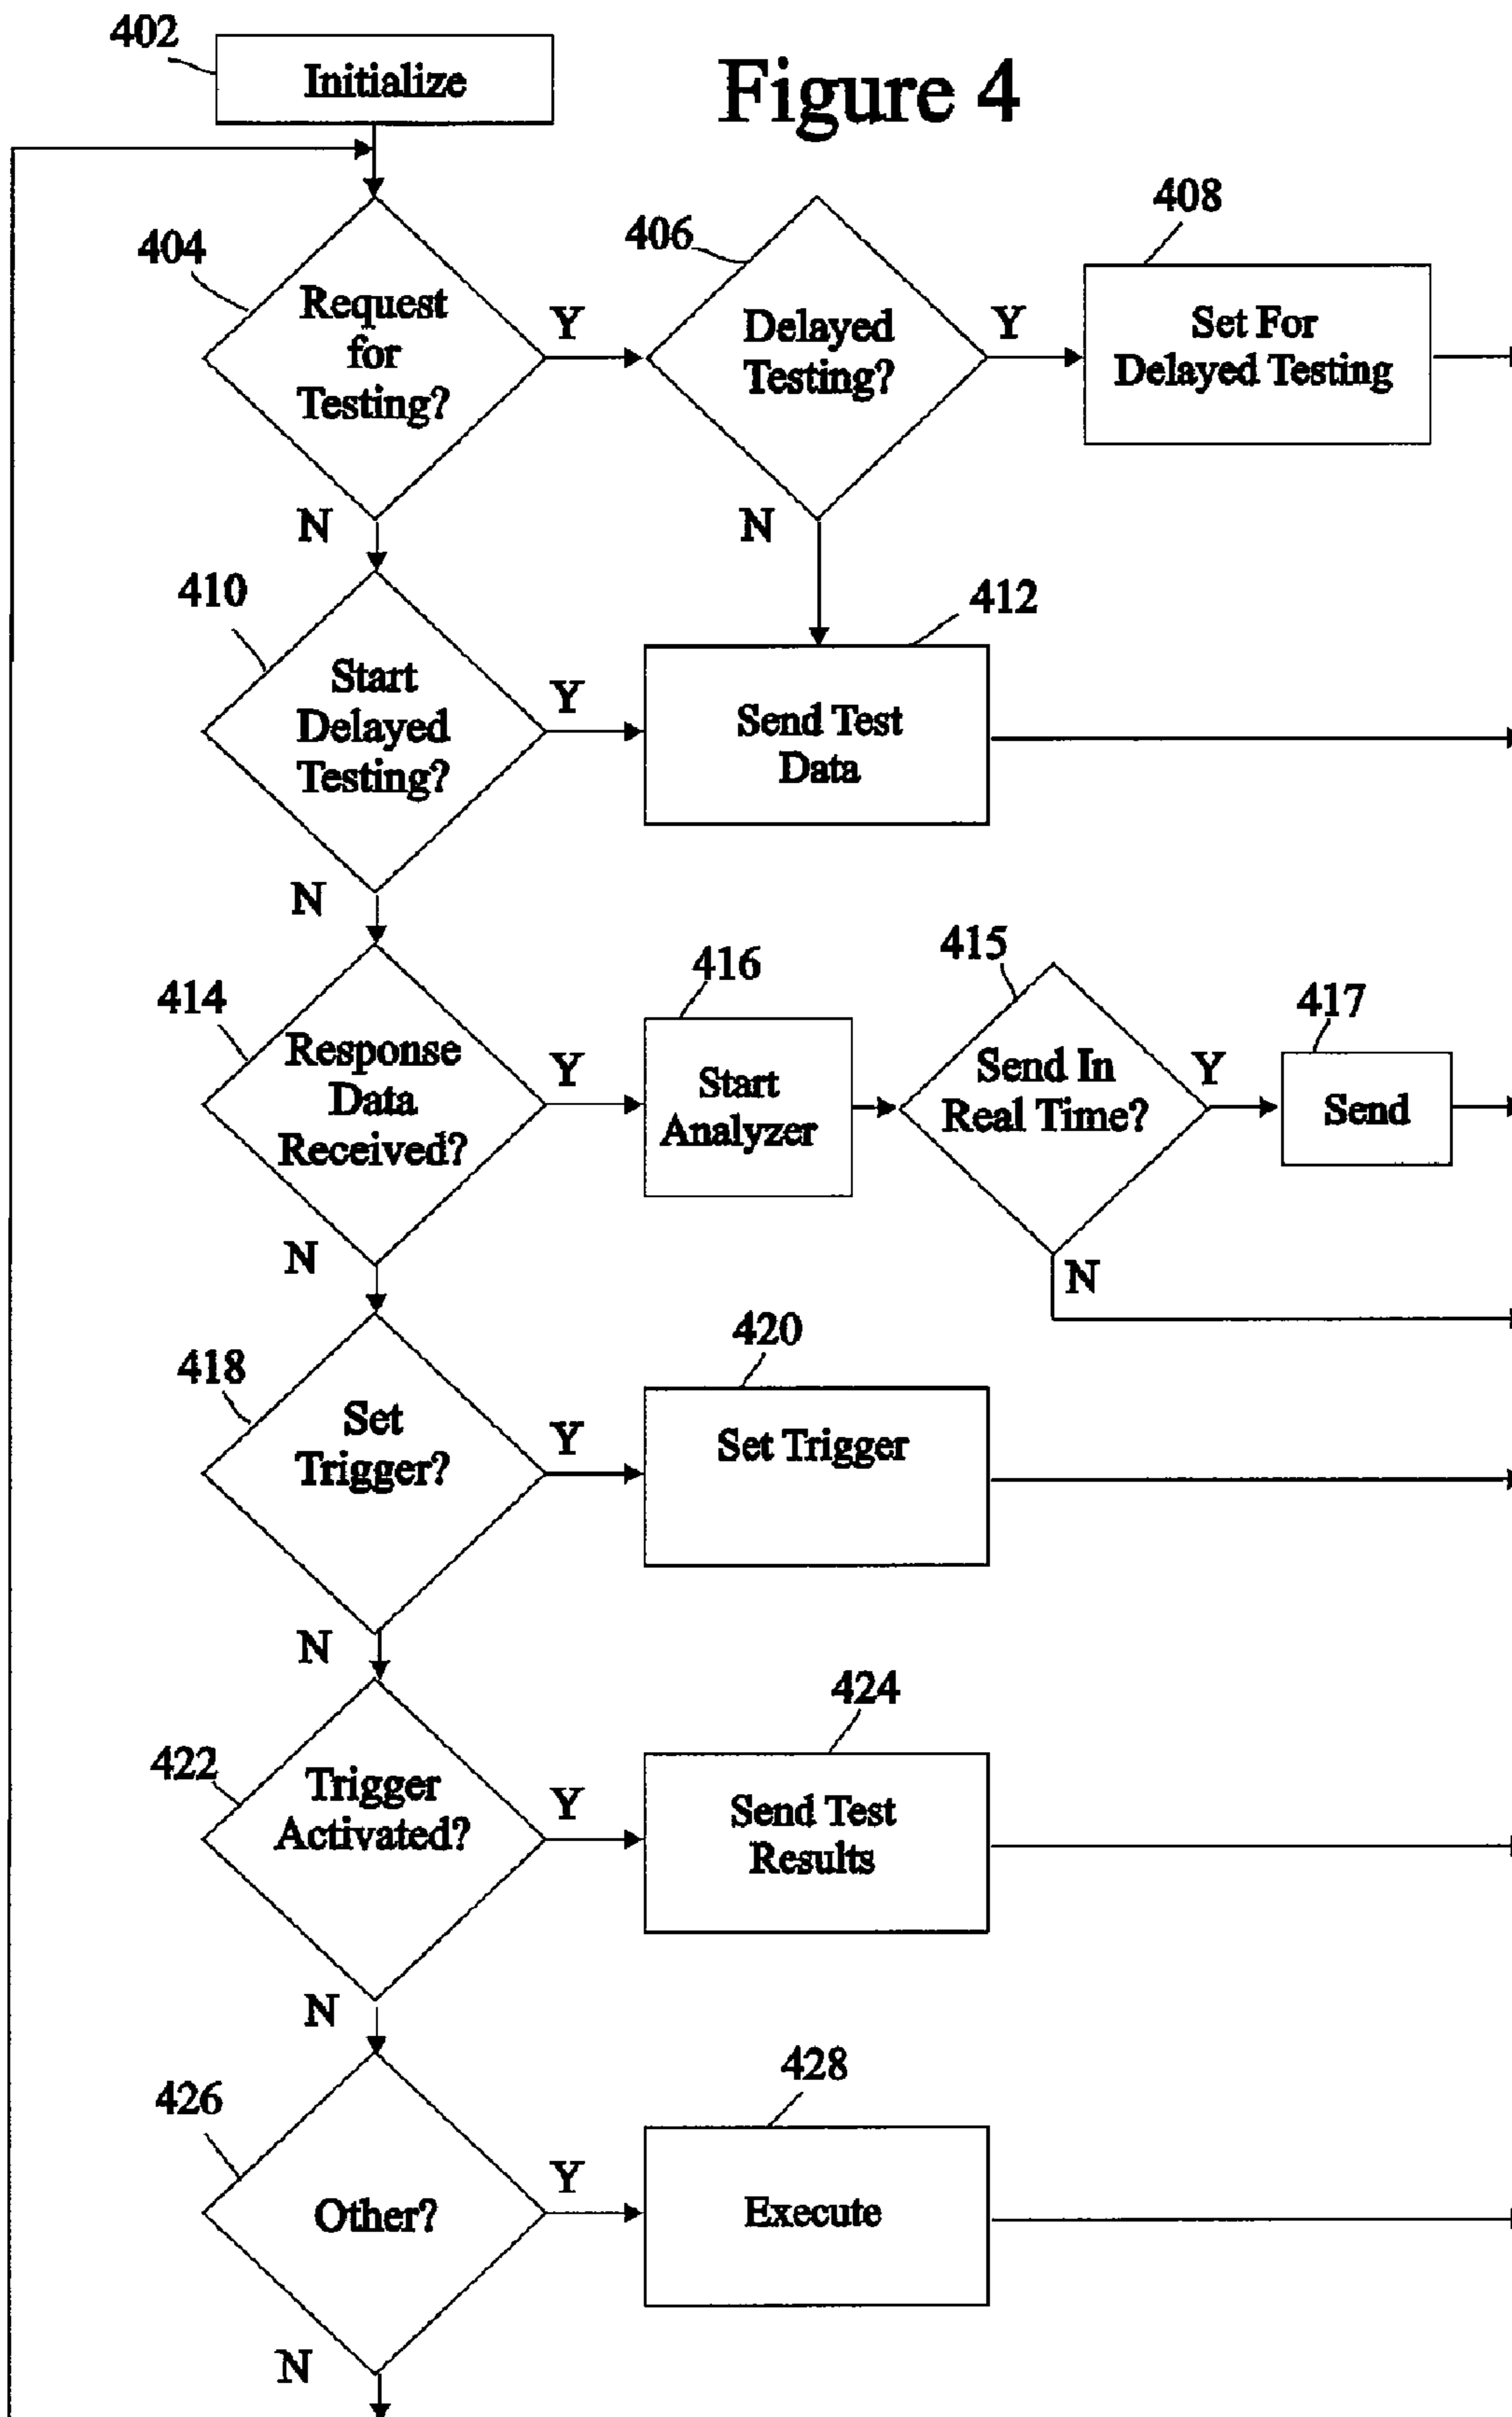 402
Initialize
Figure 4
404
Request
for
Testing?
Y
N
406
Delayed
Testing?
Y
N
408
Set For
Delayed Testing
410
Start
Delayed
Testing?
Y
N
412
Send Test
Data
414
Response
Data
Received?
Y
N
416
Start
Analyzer
415
Send In
Real Time?
Y
N
417
Send
418
Set
Trigger?
Y
N
420
Set Trigger
422
Trigger
Activated?
Y
N
424
Send Test
Results
426
Other?
Y
N
428
Execute